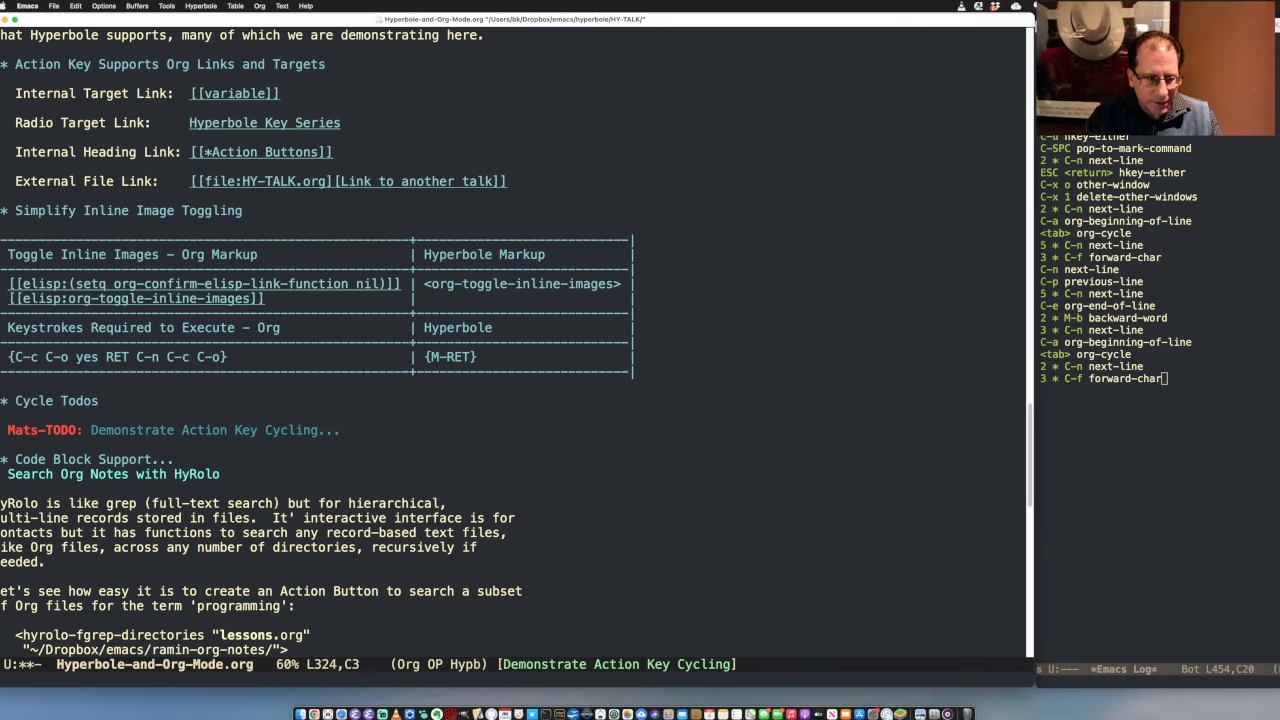 Emacs File Edit Options Buffers Tools Hyperbole Table Org Text Help
Hyperbole-and-Org-Mode.org "/Users/bk/Dropbox/emacs/hyperbole/HY-TALK/"
hat Hyperbole supports, many of which we are demonstrating here.
* Action Key Supports Org Links and Targets
Internal Target Link: [[variable]]
Radio Target Link: Hyperbole Key Series
Internal Heading Link: [[*Action Buttons]]
External File Link: [[file:HY-TALK.org][Link to another talk]]
* Simplify Inline Image Toggling
Toggle Inline Images - Org Markup | Hyperbole Markup |
[[elisp:(setq org-confirm-elisp-link-function nil)]] | <org-toggle-inline-images> |
[[elisp:org-toggle-inline-images]] | |
Keystrokes Required to Execute - Org | Hyperbole |
{C-c C-o yes RET C-n C-c C-o} | {M-RET} |
* Cycle Todos
Mats-TODO: Demonstrate Action Key Cycling...
* Code Block Support...
Search Org Notes with HyRolo
yRolo is like grep (full-text search) but for hierarchical,
ulti-line records stored in files. It' interactive interface is for
ontacts but it has functions to search any record-based text files,
ike Org files, across any number of directories, recursively if
eeded.
et's see how easy it is to create an Action Button to search a subset
f Org files for the term 'programming':
<hyrolo-fgrep-directories "lessons.org"
"~/Dropbox/emacs/ramin-org-notes/">
U:**- Hyperbole-and-Org-Mode.org 60% L324,C3 (Org OP Hypb) [Demonstrate Action Key Cycling]
C-u hkey-either
C-SPC pop-to-mark-command
2 * C-n next-line
ESC <return> hkey-either
C-x o other-window
C-x 1 delete-other-windows
2 * C-n next-line
C-a org-beginning-of-line
<tab> org-cycle
5 * C-n next-line
3 * C-f forward-char
C-n next-line
C-p previous-line
5 * C-n next-line
C-e org-end-of-line
2 * M-b backward-word
3 * C-n next-line
C-a org-beginning-of-line
<tab> org-cycle
2 * C-n next-line
3 * C-f forward-char
s U:--- *Emacs Log* Bot L454,C20 (